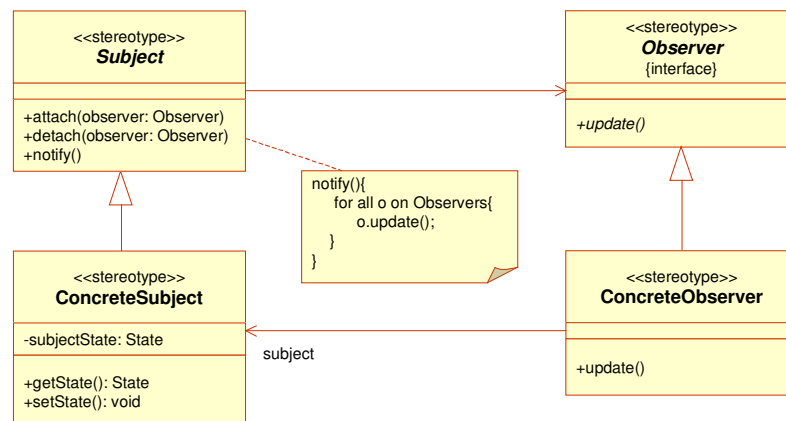 <<stereotype>>
Subject
+attach(observer: Observer)
+detach(observer: Observer)
+notify()
<<stereotype>>
Observer
{interface}
+update()
notify(){
for all o on Observers{
o.update();
}
}
<<stereotype>>
ConcreteSubject
-subjectState: State
+getState(): State
+setState(): void
subject
<<stereotype>>
ConcreteObserver
+update()